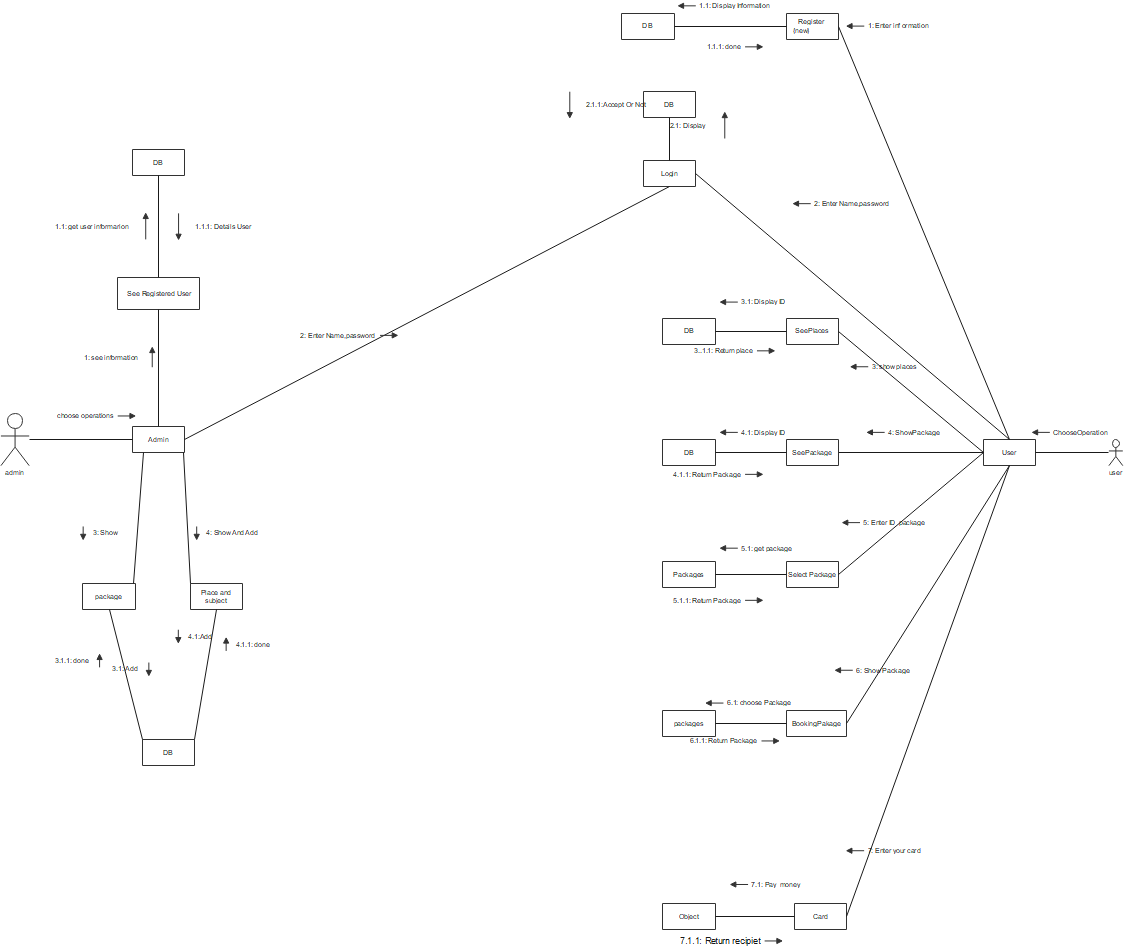 1.1: Display Information
DB
Register
(new)
1: Enter information
1.1.1: done
2.1.1:Accept Or Not
DB
2.1: Display
DB
Login
2: Enter Name,password
1.1: get user informarion
1.1.1: Details User
See Registered User
3.1: Display ID
DB
SeePlaces
2: Enter Name,password
3..1.1: Return place
1: see information
3: show places
choose operations
4.1: Display ID
4: ShowPackage
ChooseOperation
Admin
DB
SeePackage
User
admin
4.1.1: Return Package
user
3: Show
4: Show And Add
5: Enter ID ,package
5.1: get package
Packages
Select Package
package
Place and
subject
5.1.1: Return Package
4.1:Add
4.1.1: done
3.1.1: done
3.1:Add
6: Show Package
6.1: choose Package
packages
BookingPakage
6.1.1: Return Package
DB
7: Enter your card
7.1: Pay money
Object
Card
7.1.1: Return recipiet